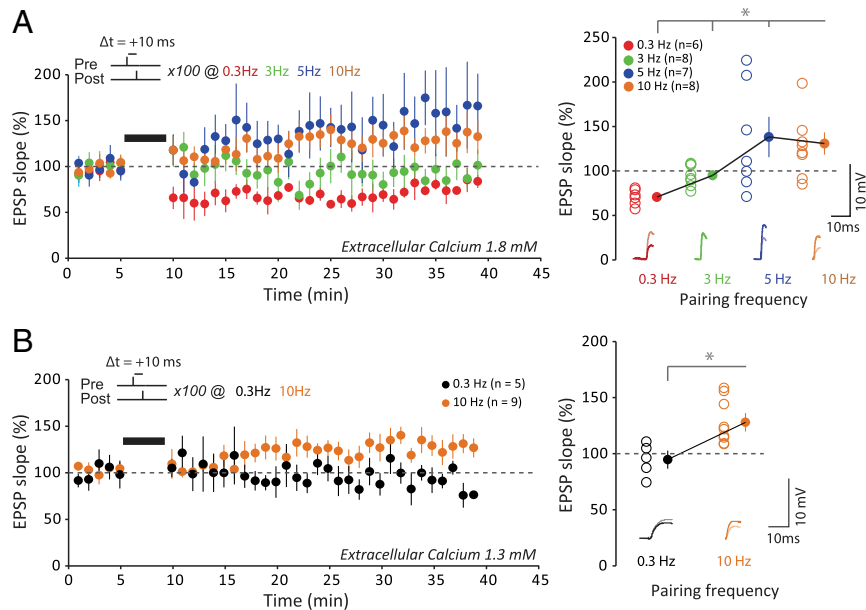 A
Δt = +10 ms
Pre
Post
x100 @ 0.3Hz 3Hz 5Hz 10Hz
200
150
100
50
0
EPSP slope (%)
Extracellular Calcium 1.8 mM
0 5 10 15 20 25 30 35 40 45
Time (min)
*
0.3 Hz (n=6)
3 Hz (n=8)
5 Hz (n=7)
10 Hz (n=8)
250
200
150
100
50
0
EPSP slope (%)
10 mV
10ms
0.3 Hz 3 Hz 5 Hz 10 Hz
Pairing frequency
B
Δt = +10 ms
Pre
Post
x100 @ 0.3Hz 10Hz
0.3 Hz (n = 5)
10 Hz (n = 9)
200
150
100
50
0
EPSP slope (%)
Extracellular Calcium 1.3 mM
0 5 10 15 20 25 30 35 40 45
Time (min)
*
200
150
100
50
0
EPSP slope (%)
10 mV
10ms
0.3 Hz 10 Hz
Pairing frequency